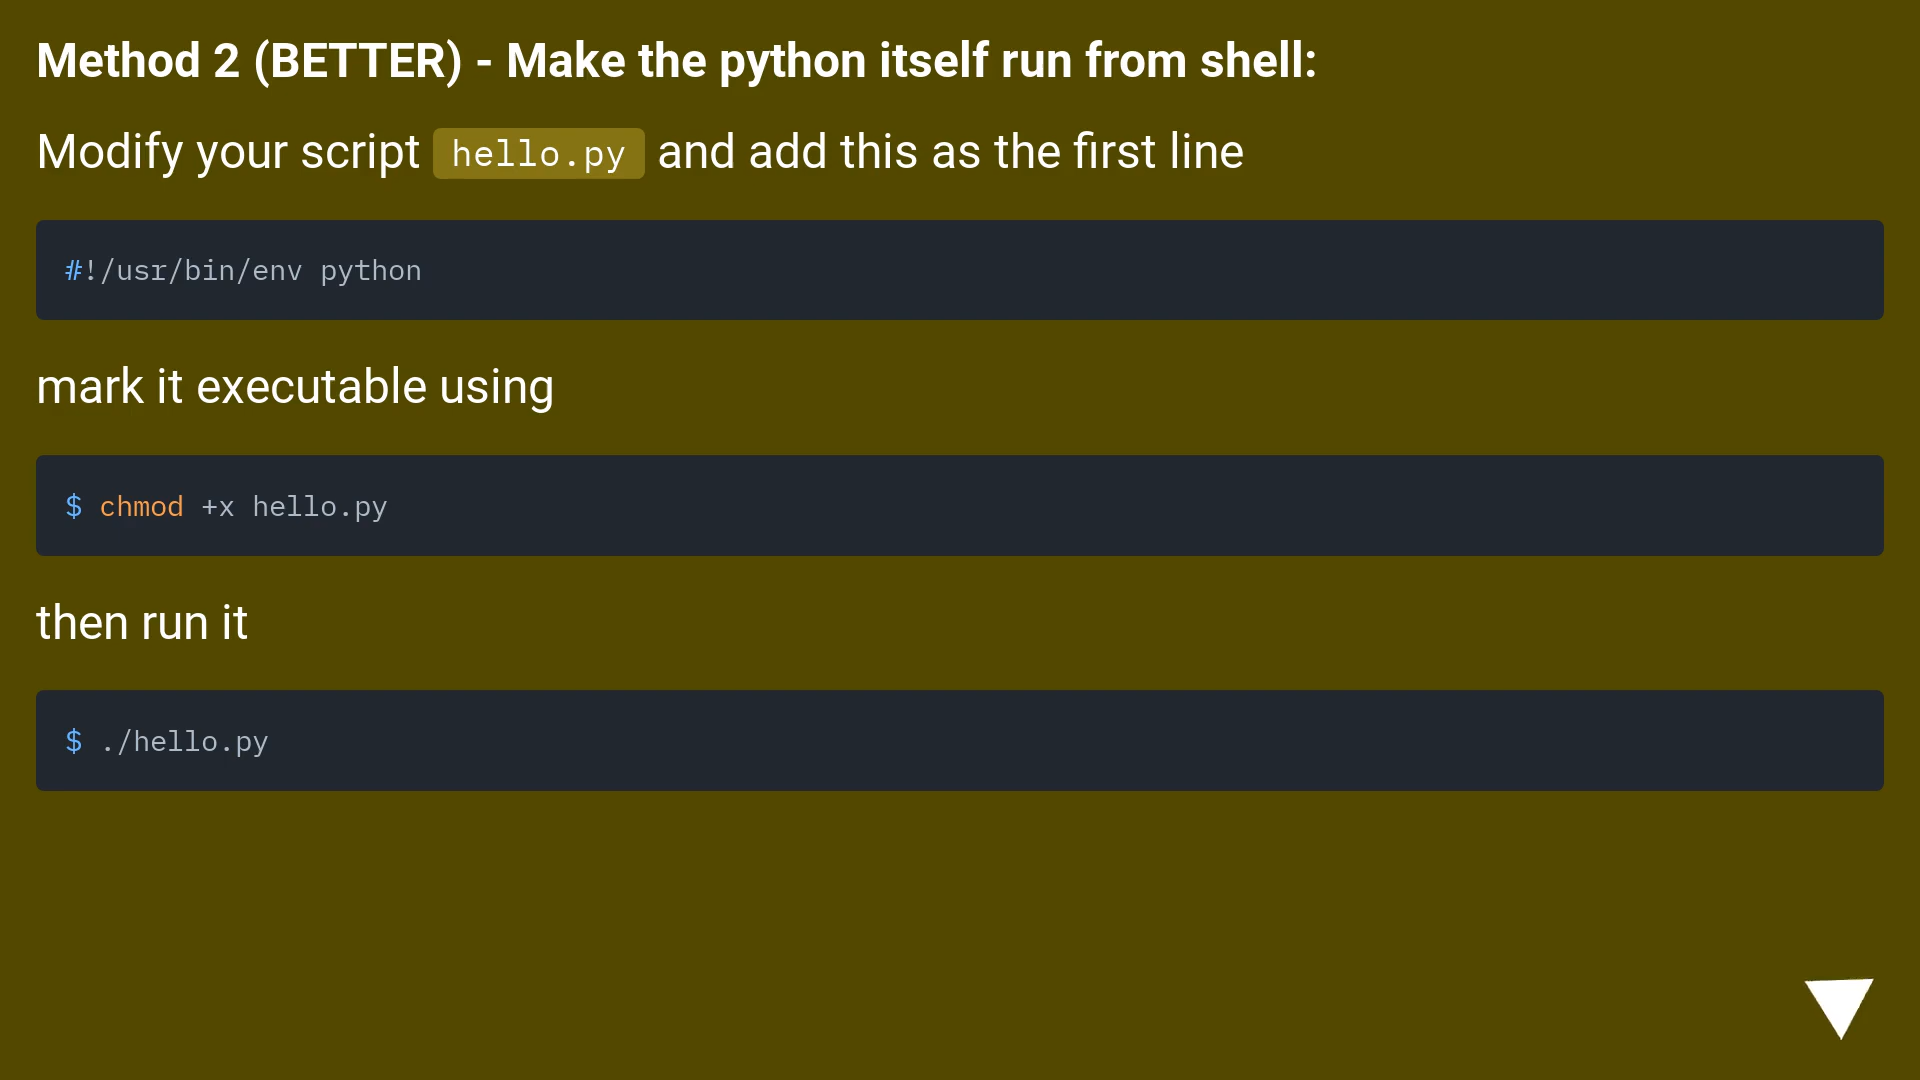 Method 2 (BETTER) - Make the python itself run from shell:
Modify your script hello.py and add this as the first line
#!/usr/bin/env python
mark it executable using
$ chmod +x hello.py
then run it
$ ./hello.py